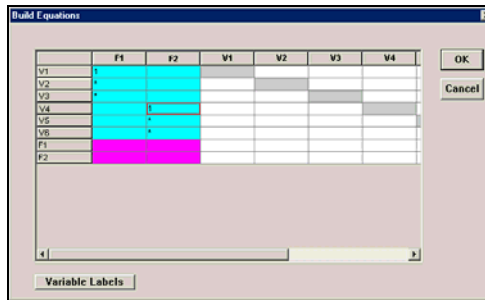 Build Equations
F1 F2 V1 V2 V3 V4
V1 1
V2 *
V3 *
V4 1
V5 *
V6 *
F1
F2
OK
Cancel
Variable Labels